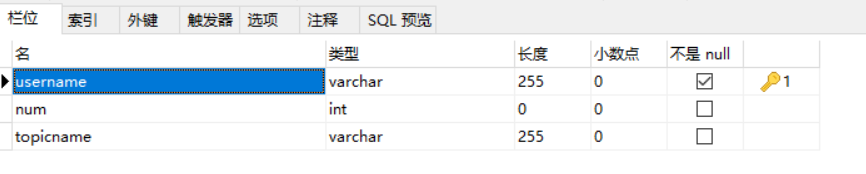 栏位 索引 外键 触发器 选项 注释 SQL 预览
名 类型 长度 小数点 不是 null
username varchar 255 0 1
num int 0 0
topicname varchar 255 0